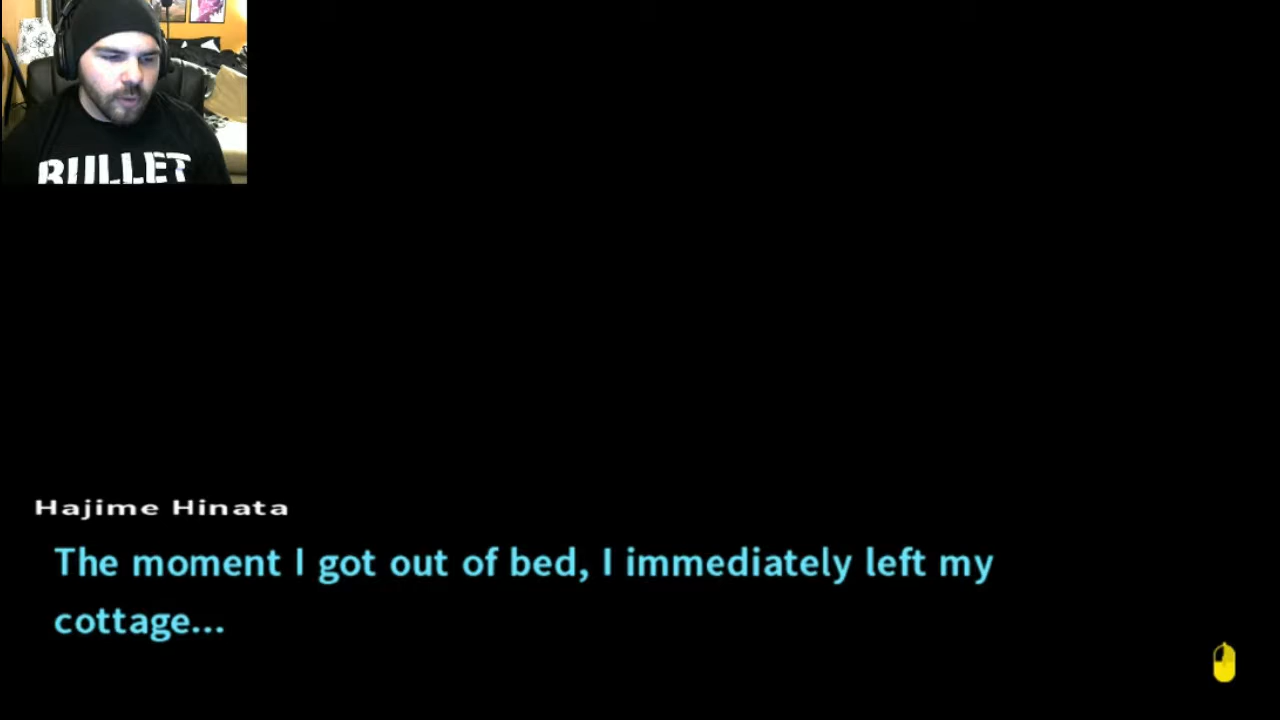 BULLET
Hajime Hinata
The moment I got out of bed, I immediately left my
cottage...